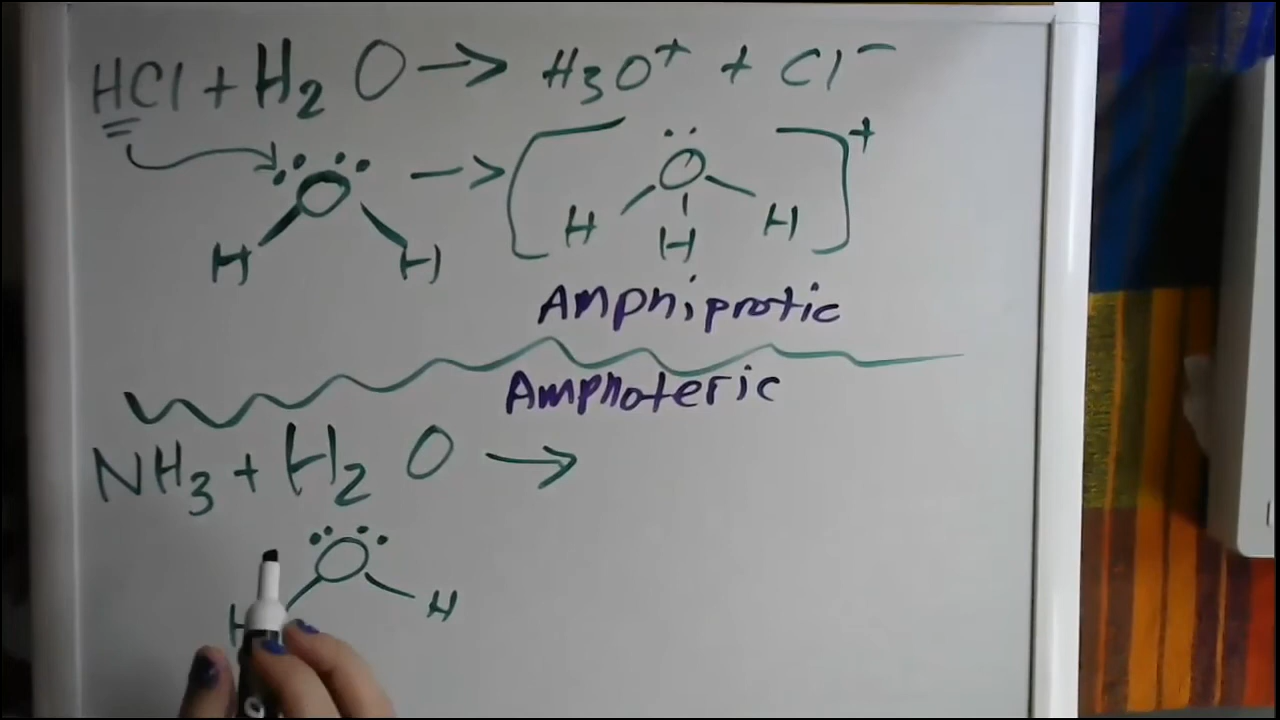 HCl + H2O → H3O+ + Cl−
O → [O]+
H H H H H
Amphiprotic
Amphoteric
NH3 + H2O →
O
H H